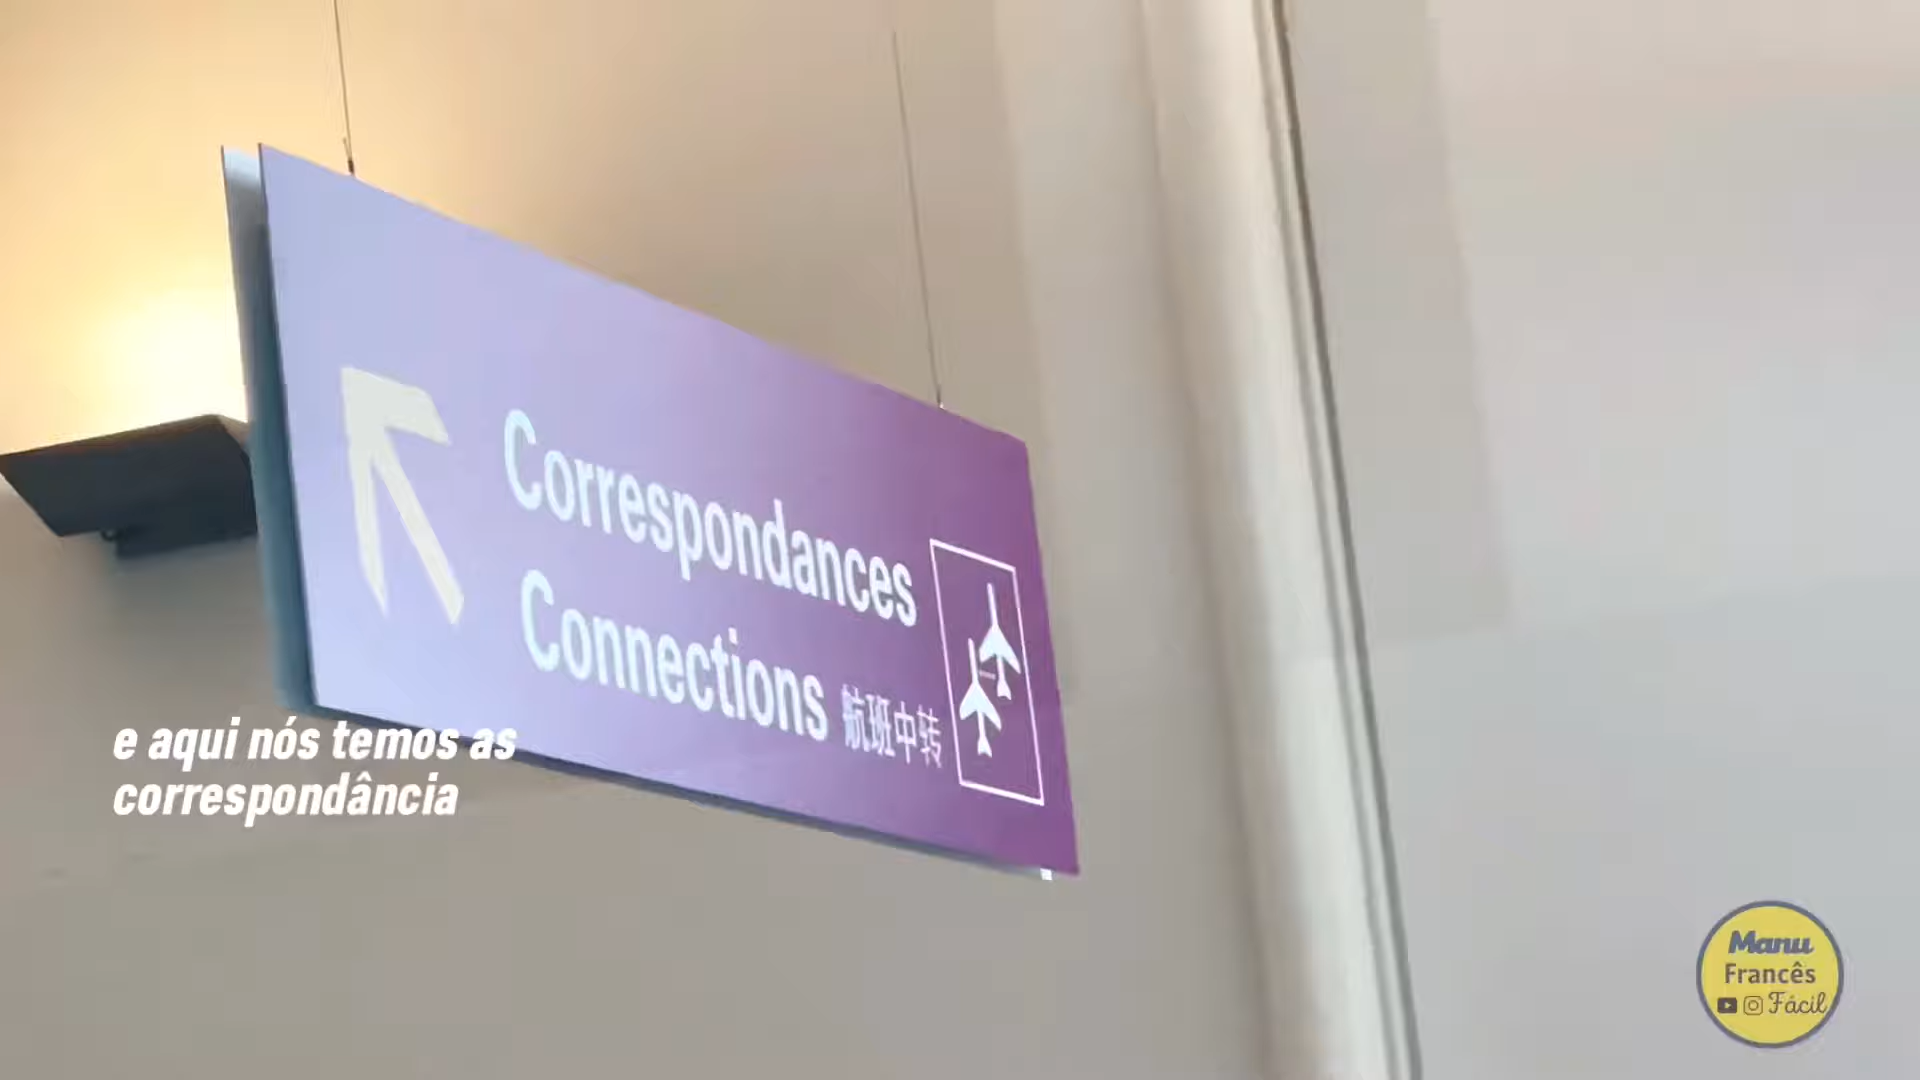 Correspondances
Connections 航班中转
e aqui nós temos as
correspondância
Manu
Francês
Fácil